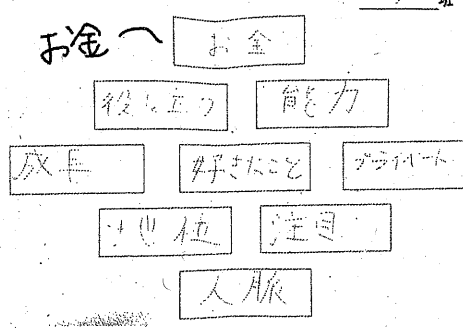 班
お金へ
お金
役に立つ 能力
成長 好きなこと プライベート
地位 注目
人脈